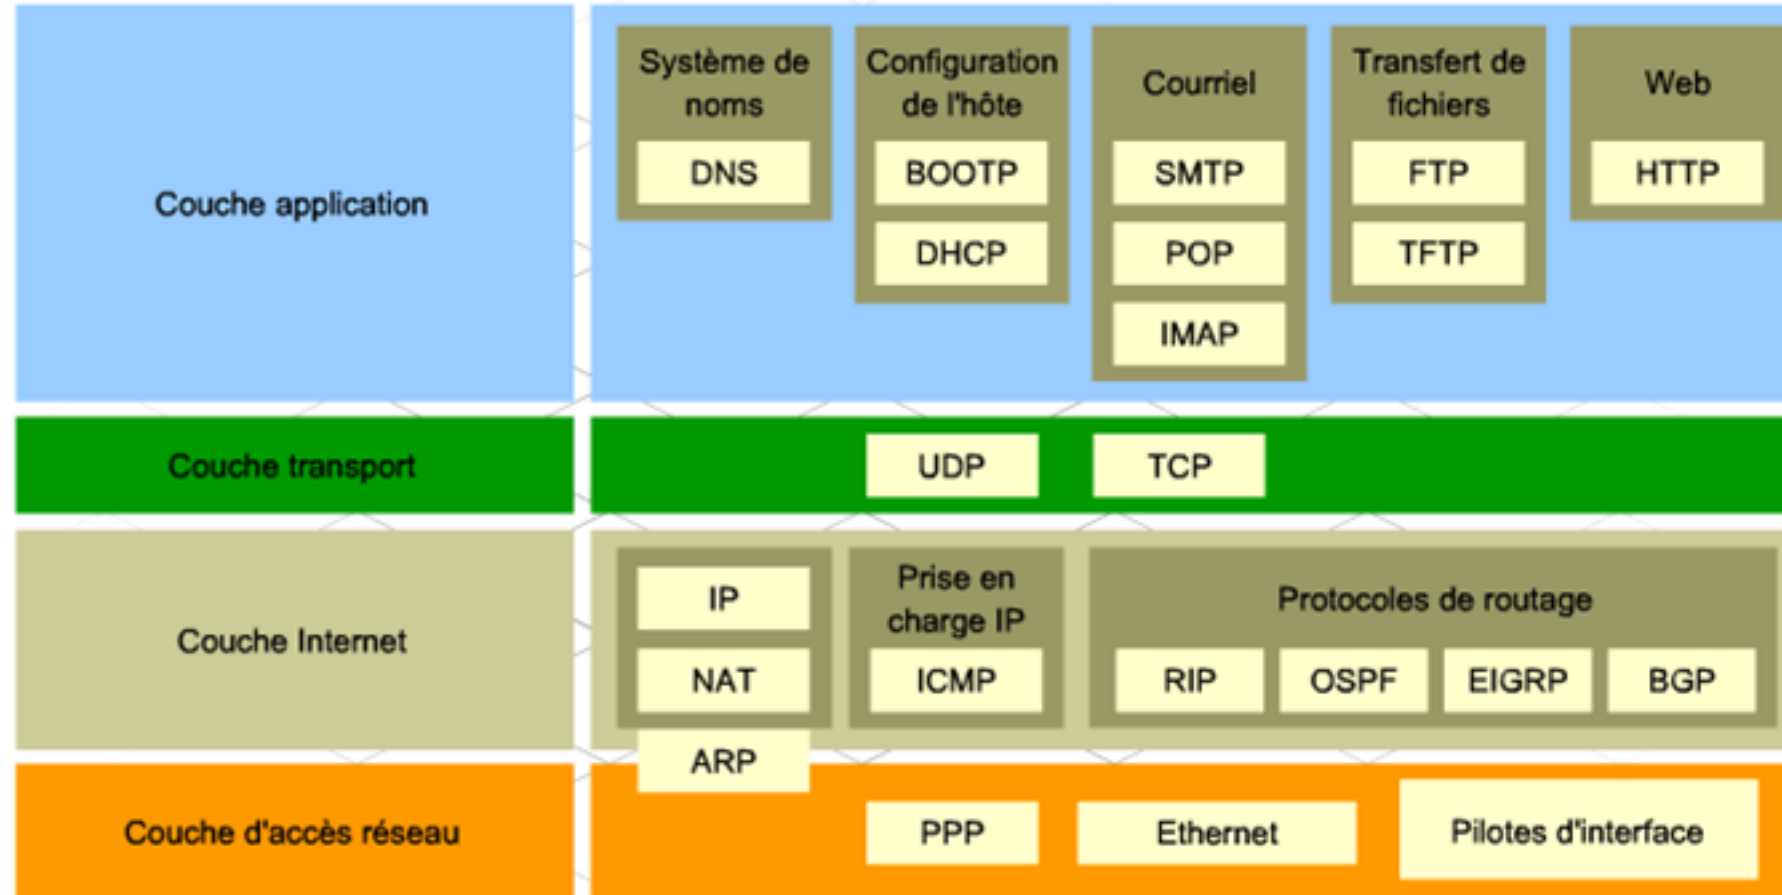 Couche application
Système de
noms
DNS
Configuration
de l'hôte
BOOTP
DHCP
Courriel
SMTP
POP
IMAP
Transfert de
fichiers
FTP
TFTP
Web
HTTP
Couche transport
UDP
TCP
Couche Internet
IP
NAT
ARP
Prise en
charge IP
ICMP
Protocoles de routage
RIP
OSPF
EIGRP
BGP
Couche d'accès réseau
PPP
Ethernet
Pilotes d'interface